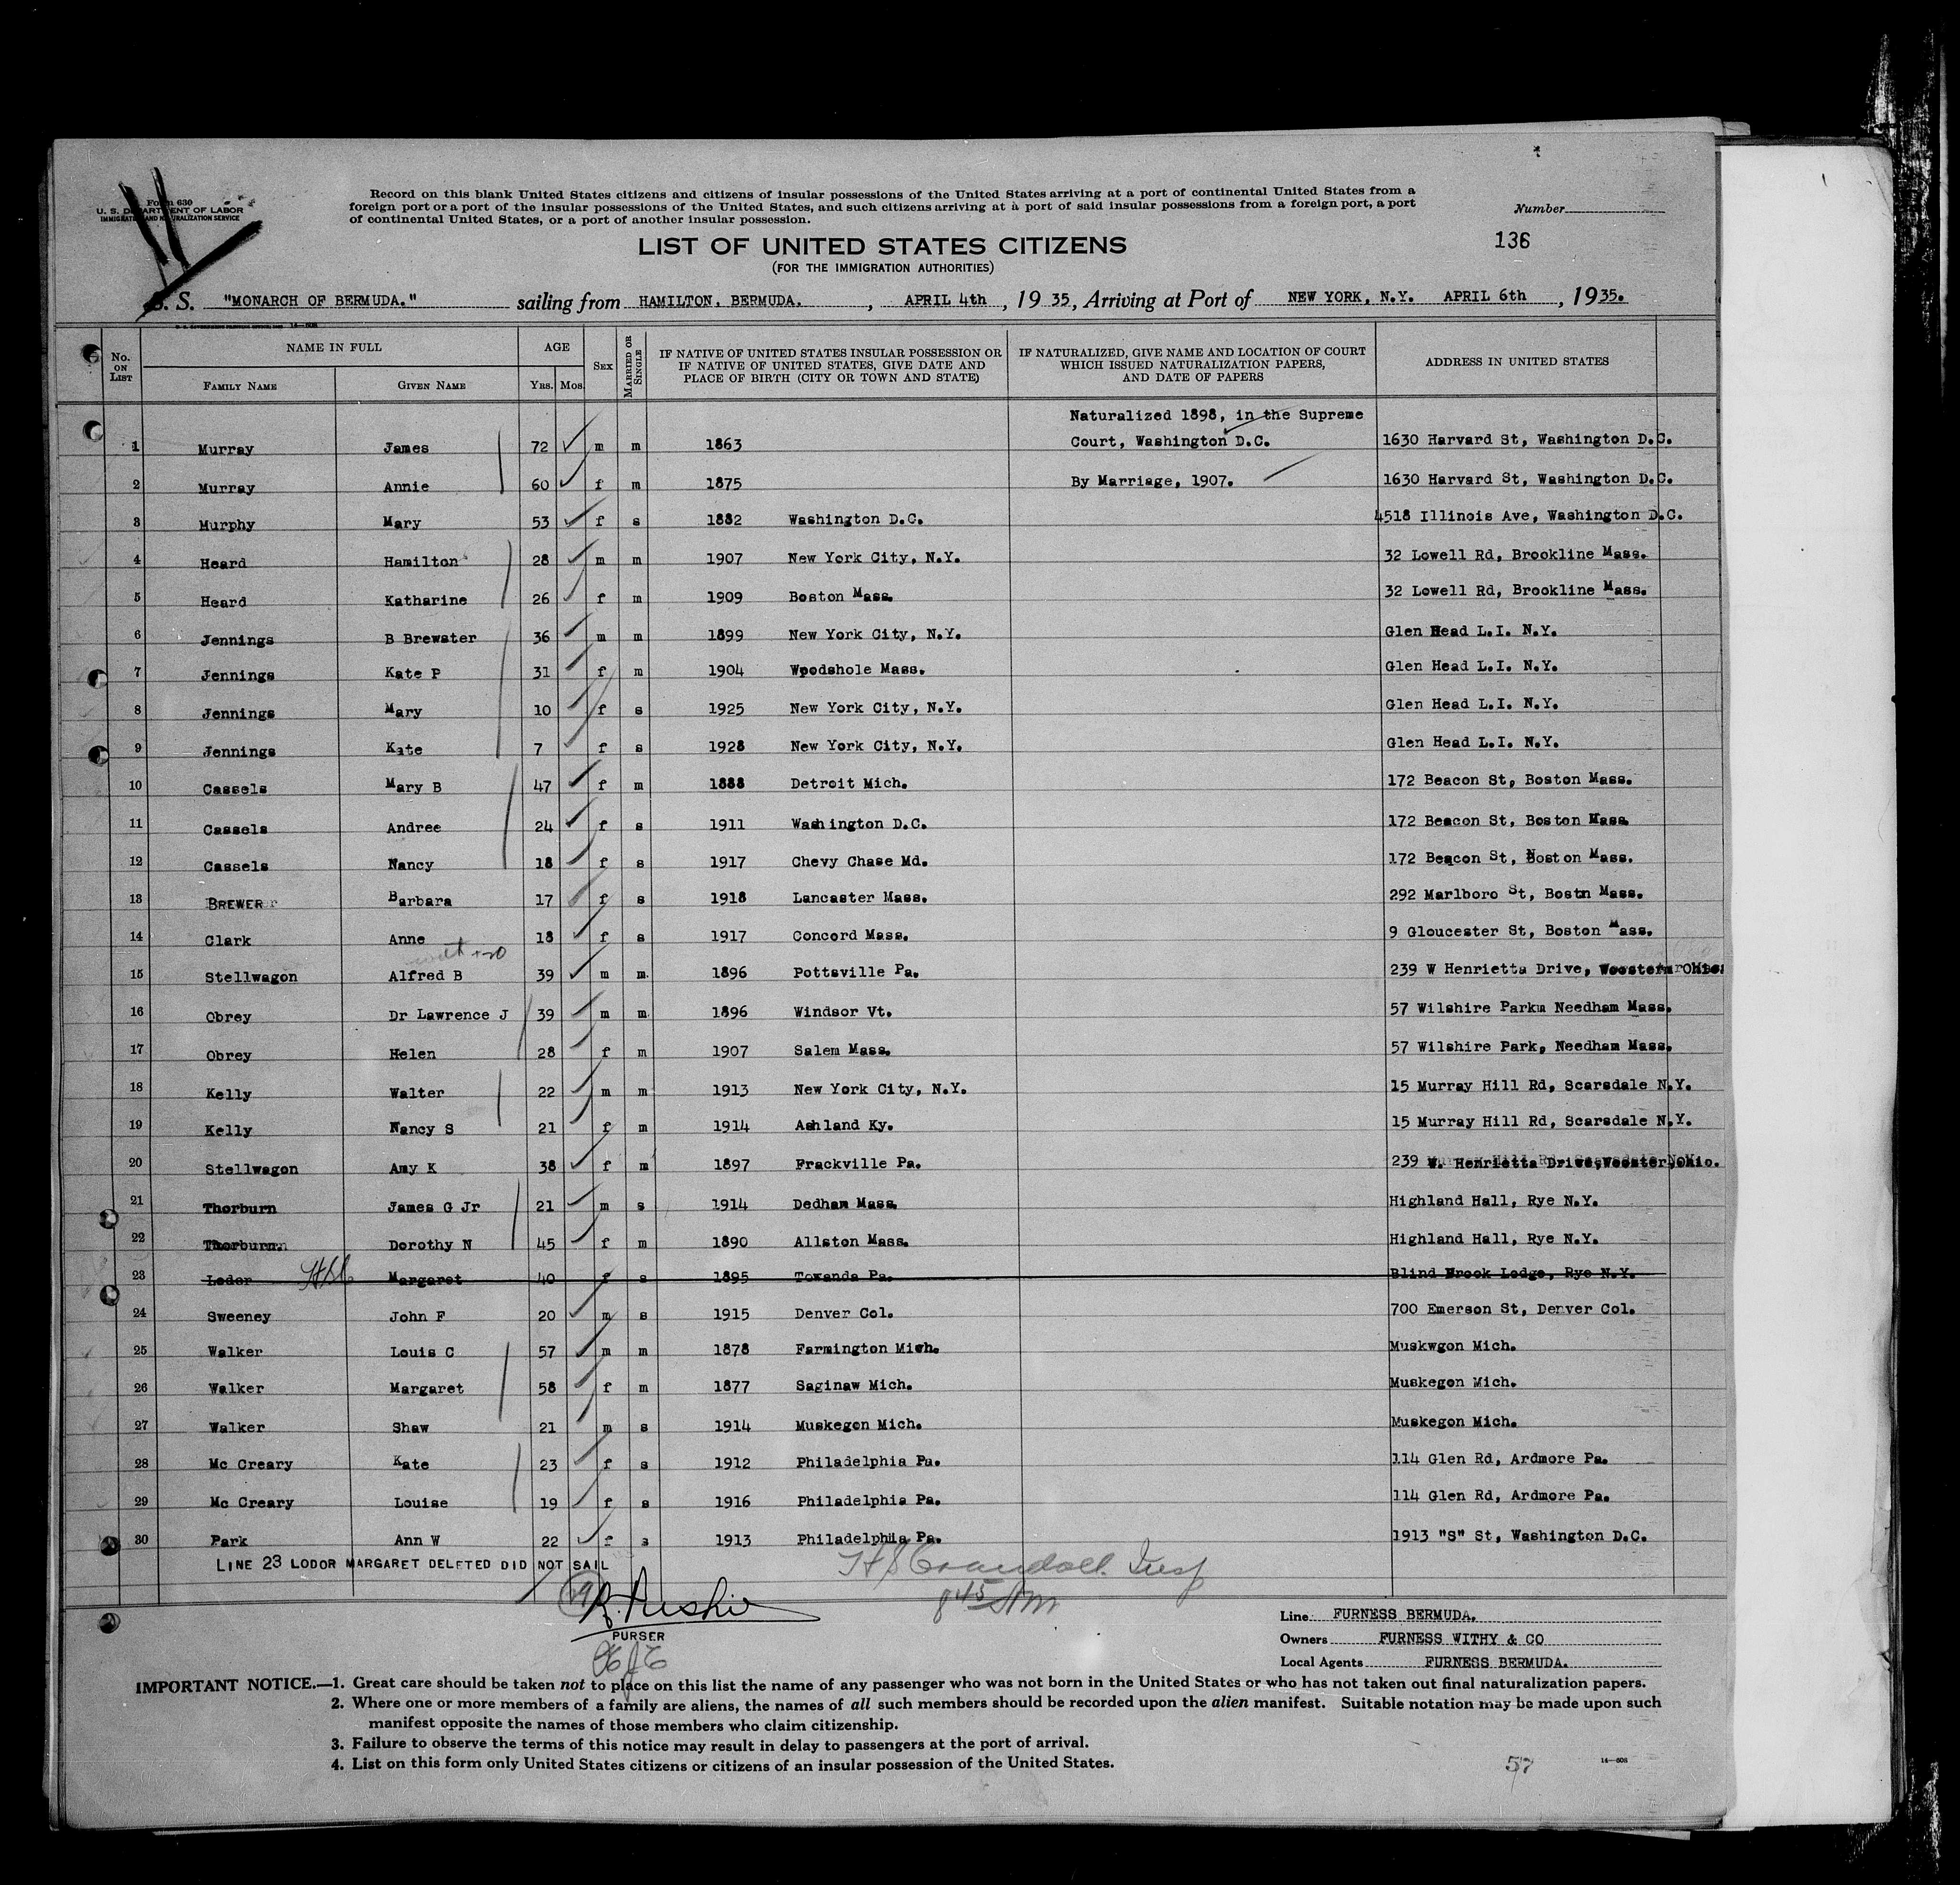 Form 630
U. S. DEPARTMENT OF LABOR
IMMIGRATION AND NATURALIZATION SERVICE
Record on this blank United States citizens and citizens of insular possessions of the United States arriving at a port of continental United States from a
foreign port or a port of the insular possessions of the United States, and such citizens arriving at a port of said insular possessions from a foreign port, a port
of continental United States, or a port of another insular possession.
Number
136
LIST OF UNITED STATES CITIZENS
(FOR THE IMMIGRATION AUTHORITIES)
S. S. "MONARCH OF BERMUDA." sailing from HAMILTON, BERMUDA. , APRIL 4th , 19 35, Arriving at Port of NEW YORK, N.Y. APRIL 6th , 1935.
No. ON LIST NAME IN FULL FAMILY NAME GIVEN NAME AGE YRS. MOS. SEX MARRIED OR SINGLE IF NATIVE OF UNITED STATES INSULAR POSSESSION OR IF NATIVE OF UNITED STATES, GIVE DATE AND PLACE OF BIRTH (CITY OR TOWN AND STATE) IF NATURALIZED, GIVE NAME AND LOCATION OF COURT WHICH ISSUED NATURALIZATION PAPERS, AND DATE OF PAPERS ADDRESS IN UNITED STATES
Naturalized 1898, in the Supreme
1 Murray James 72 m m 1863 Court, Washington D.C. 1630 Harvard St, Washington D.C.
2 Murray Annie 60 f m 1875 By Marriage, 1907. 1630 Harvard St, Washington D.C.
3 Murphy Mary 53 f s 1882 Washington D.C. 4518 Illinois Ave, Washington D.C.
4 Heard Hamilton 28 m m 1907 New York City, N.Y. 32 Lowell Rd, Brookline Mass.
5 Heard Katharine 26 f m 1909 Boston Mass. 32 Lowell Rd, Brookline Mass.
6 Jennings B Brewster 36 m m 1899 New York City, N.Y. Glen Head L.I. N.Y.
7 Jennings Kate P 31 f m 1904 Woodshole Mass. Glen Head L.I. N.Y.
8 Jennings Mary 10 f s 1925 New York City, N.Y. Glen Head L.I. N.Y.
9 Jennings Kate 7 f s 1928 New York City, N.Y. Glen Head L.I. N.Y.
10 Cassels Mary B 47 f m 1888 Detroit Mich. 172 Beacon St, Boston Mass.
11 Cassels Andree 24 f s 1911 Washington D.C. 172 Beacon St, Boston Mass.
12 Cassels Nancy 18 f s 1917 Chevy Chase Md. 172 Beacon St, Boston Mass.
13 BREWER Barbara 17 f s 1918 Lancaster Mass. 292 Marlboro St, Bostn Mass.
14 Clark Anne 18 f s 1917 Concord Mass. 9 Gloucester St, Boston Mass.
15 Stellwagon Alfred B 39 m m 1896 Pottsville Pa. 239 W Henrietta Drive, Wooster Ohio.
16 Obrey Dr Lawrence J 39 m m 1896 Windsor Vt. 57 Wilshire Parkm Needham Mass.
17 Obrey Helen 28 f m 1907 Salem Mass. 57 Wilshire Park, Needham Mass.
18 Kelly Walter 22 m m 1913 New York City, N.Y. 15 Murray Hill Rd, Scarsdale N.Y.
19 Kelly Nancy S 21 f m 1914 Ashland Ky. 15 Murray Hill Rd, Scarsdale N.Y.
20 Stellwagon Amy K 38 f m 1897 Frackville Pa. 239 W. Henrietta Drive, Wooster, Ohio.
21 Thorburn James G Jr 21 m s 1914 Dedham Mass. Highland Hall, Rye N.Y.
22 Thorburn Dorothy N 45 f m 1890 Allston Mass. Highland Hall, Rye N.Y.
23 Lodor Margaret 40 f s 1895 Towanda Pa. Blind Brook Lodge, Rye N.Y.
24 Sweeney John F 20 m s 1915 Denver Col. 700 Emerson St, Denver Col.
25 Walker Louis C 57 m m 1878 Farmington Mich. Muskwgon Mich.
26 Walker Margaret 58 f m 1877 Saginaw Mich. Muskegon Mich.
27 Walker Shaw 21 m s 1914 Muskegon Mich. Muskegon Mich.
28 Mc Creary Kate 23 f s 1912 Philadelphia Pa. 114 Glen Rd, Ardmore Pa.
29 Mc Creary Louise 19 f s 1916 Philadelphia Pa. 114 Glen Rd, Ardmore Pa.
30 Park Ann W 22 f s 1913 Philadelphia Pa. 1913 "S" St, Washington D.C.
LINE 23 LODOR MARGARET DELETED DID NOT SAIL
H S Crandall. Insp
8 45 AM
PURSER
Line FURNESS BERMUDA.
Owners FURNESS WITHY & CO
Local Agents FURNESS BERMUDA.
IMPORTANT NOTICE.—1. Great care should be taken not to place on this list the name of any passenger who was not born in the United States or who has not taken out final naturalization papers.
2. Where one or more members of a family are aliens, the names of all such members should be recorded upon the alien manifest. Suitable notation may be made upon such
manifest opposite the names of those members who claim citizenship.
3. Failure to observe the terms of this notice may result in delay to passengers at the port of arrival.
4. List on this form only United States citizens or citizens of an insular possession of the United States.
57
14—608